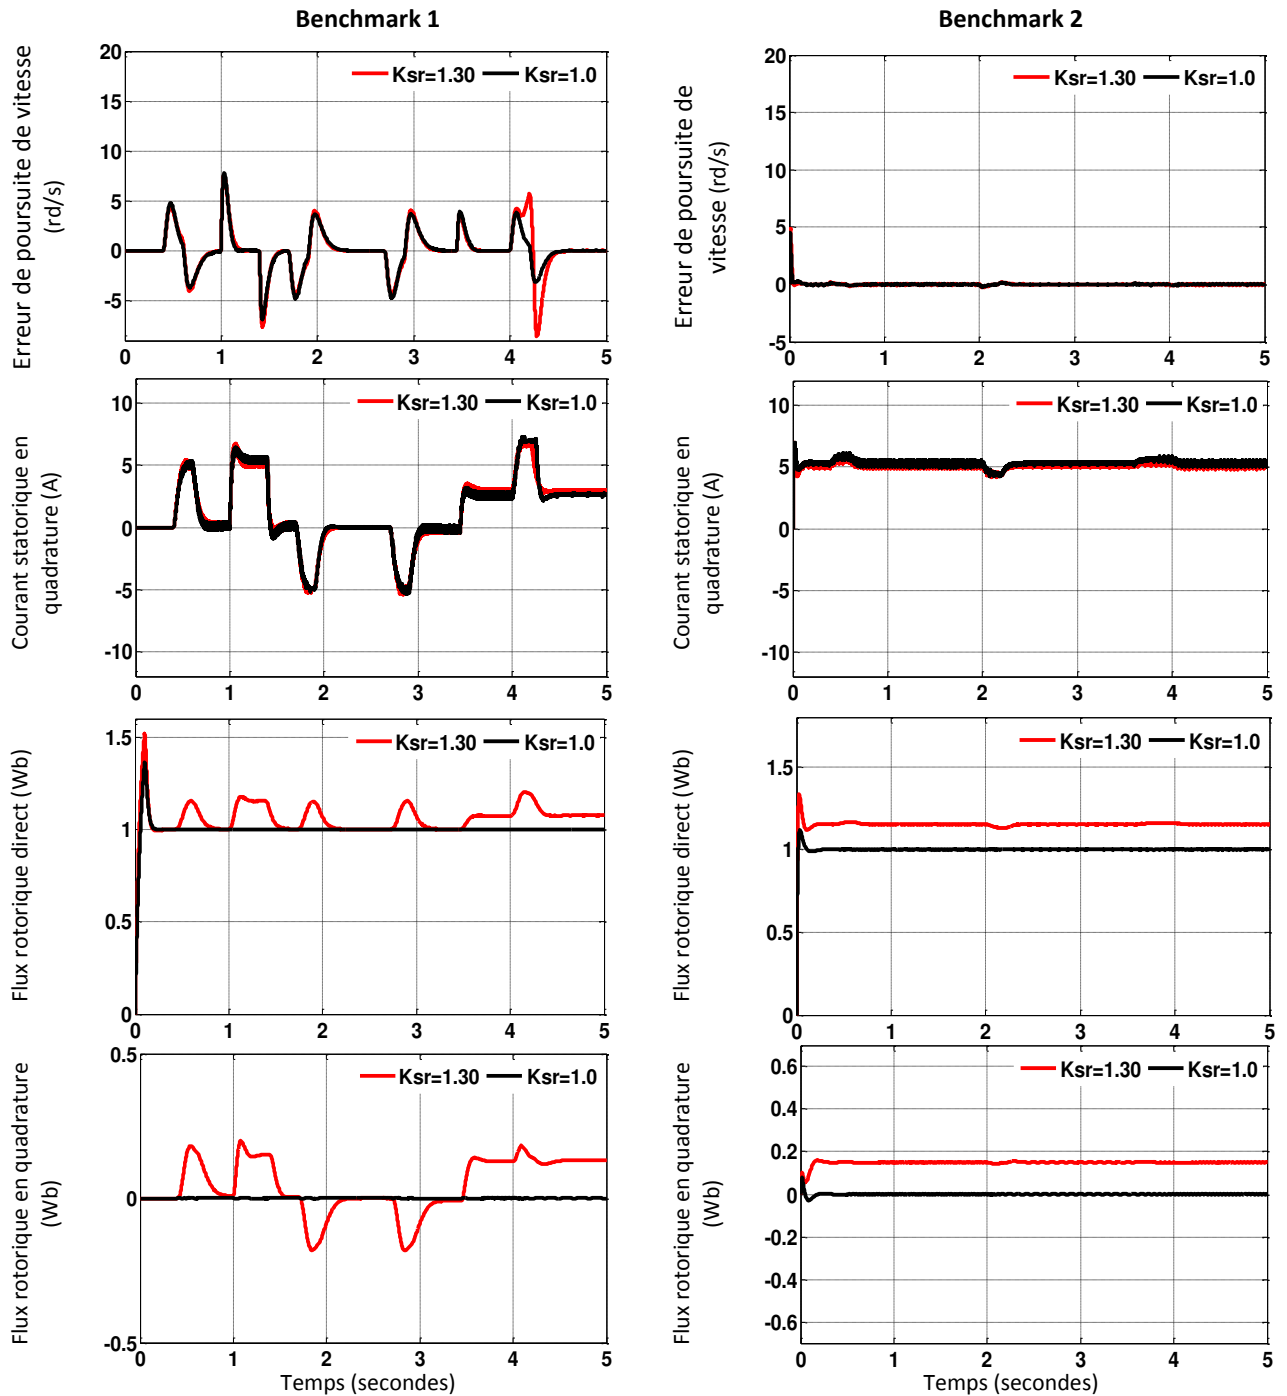 Benchmark 1
Erreur de poursuite de vitesse
(rd/s)
20
15
10
5
0
-5
Ksr=1.30 Ksr=1.0
0 1 2 3 4 5
Courant statorique en
quadrature (A)
10
5
0
-5
-10
Ksr=1.30 Ksr=1.0
0 1 2 3 4 5
Flux rotorique direct (Wb)
1.5
1
0.5
0
Ksr=1.30 Ksr=1.0
0 1 2 3 4 5
Flux rotorique en quadrature
(Wb)
0.5
0
-0.5
Ksr=1.30 Ksr=1.0
0 1 2 3 4 5
Temps (secondes)
Benchmark 2
Erreur de poursuite de
vitesse (rd/s)
20
15
10
5
0
-5
Ksr=1.30 Ksr=1.0
0 1 2 3 4 5
Courant statorique en
quadrature (A)
10
5
0
-5
-10
Ksr=1.30 Ksr=1.0
0 1 2 3 4 5
Flux rotorique direct (Wb)
1.5
1
0.5
0
Ksr=1.30 Ksr=1.0
0 1 2 3 4 5
Flux rotorique en quadrature
(Wb)
0.6
0.4
0.2
0
-0.2
-0.4
-0.6
Ksr=1.30 Ksr=1.0
0 1 2 3 4 5
Temps (secondes)